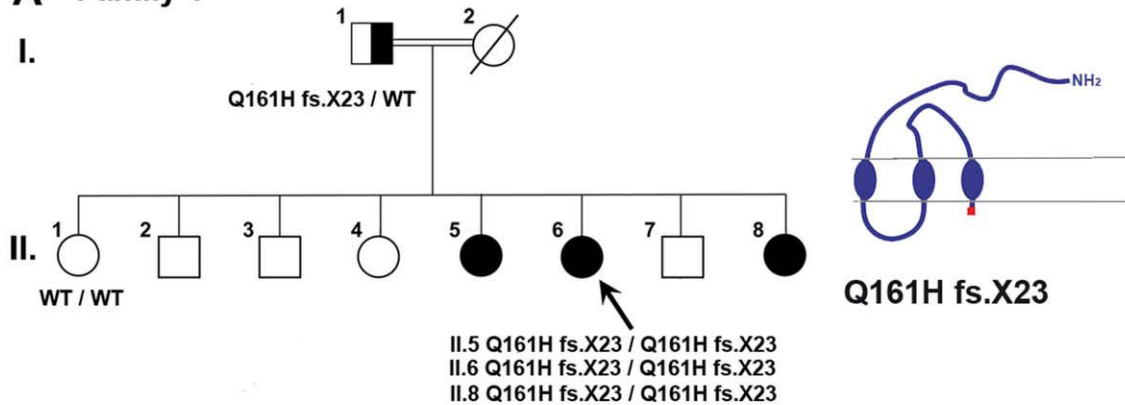 1
2
I.
Q161H fs.X23 / WT
NH2
1
2
3
4
5
6
7
8
II.
WT / WT
Q161H fs.X23
II.5 Q161H fs.X23 / Q161H fs.X23
II.6 Q161H fs.X23 / Q161H fs.X23
II.8 Q161H fs.X23 / Q161H fs.X23